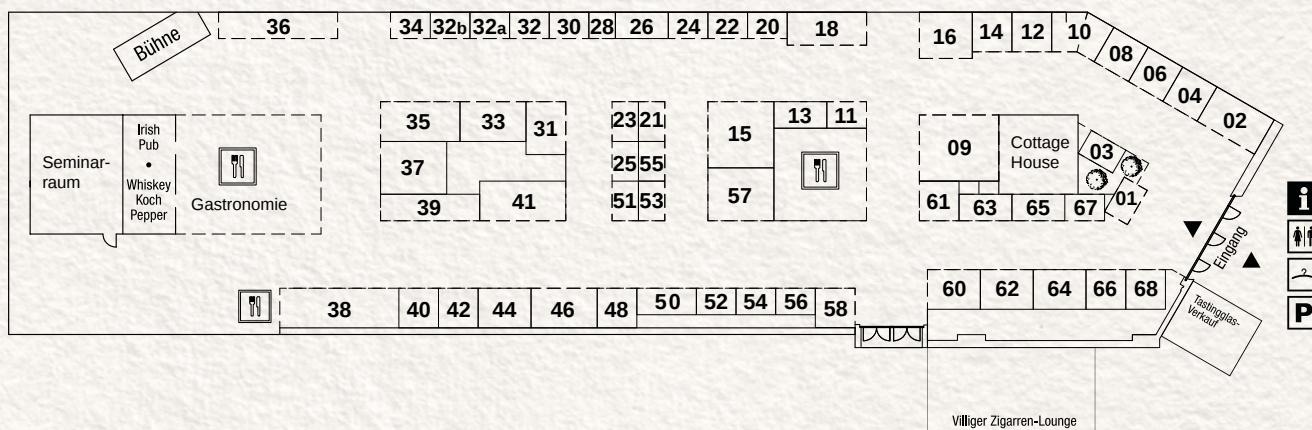 Bühne
36
34 32b 32a 32 30 28 26 24 22 20 18
16 14 12 10 08 06 04 02
Seminar-
raum
Irish
Pub
•
Whiskey
Koch
Pepper
Gastronomie
35 33 31
37
39 41
23 21
25 55
51 53
15 13 11
57
09 Cottage
House
03
01
61 63 65 67
Eingang
i
P
38 40 42 44 46 48 50 52 54 56 58
60 62 64 66 68
Tastingglas-
Verkauf
Villiger Zigarren-Lounge